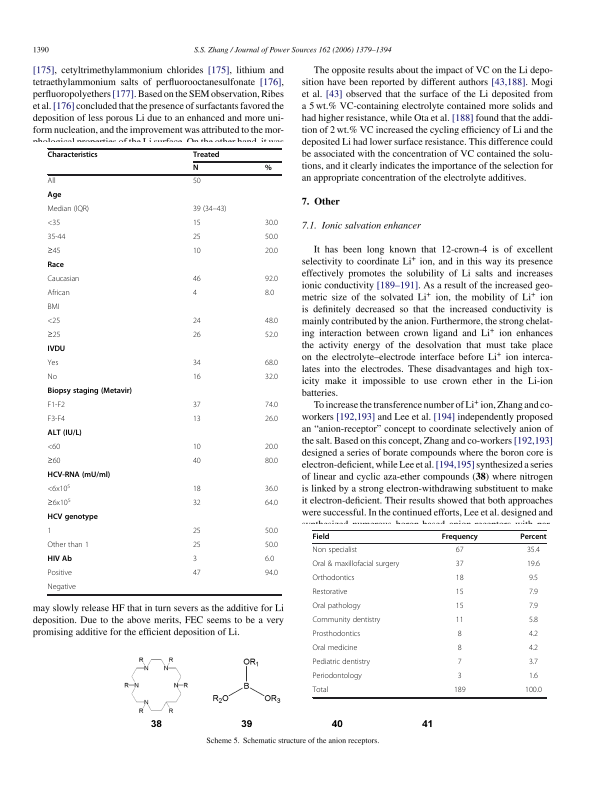 1390
S.S. Zhang / Journal of Power Sources 162 (2006) 1379–1394
[175], cetyltrimethylammonium chlorides [175], lithium and
tetraethylammonium salts of perfluorooctanesulfonate [176],
perfluoropolyethers [177]. Based on the SEM observation, Ribes
et al. [176] concluded that the presence of surfactants favored the
deposition of less porous Li due to an enhanced and more uni-
form nucleation, and the improvement was attributed to the mor-
phological properties of the Li surface. On the other hand, it was
Characteristics Treated
N %
All 50
Age
Median (IQR) 39 (34–43)
<35 15 30.0
35-44 25 50.0
≥45 10 20.0
Race
Caucasian 46 92.0
African 4 8.0
BMI
<25 24 48.0
≥25 26 52.0
IVDU
Yes 34 68.0
No 16 32.0
Biopsy staging (Metavir)
F1-F2 37 74.0
F3-F4 13 26.0
ALT (IU/L)
<60 10 20.0
≥60 40 80.0
HCV-RNA (mU/ml)
<6x10⁵ 18 36.0
≥6x10⁵ 32 64.0
HCV genotype
1 25 50.0
Other than 1 25 50.0
HIV Ab 3 6.0
Positive 47 94.0
Negative
may slowly release HF that in turn severs as the additive for Li
deposition. Due to the above merits, FEC seems to be a very
promising additive for the efficient deposition of Li.
The opposite results about the impact of VC on the Li depo-
sition have been reported by different authors [43,188]. Mogi
et al. [43] observed that the surface of the Li deposited from
a 5 wt.% VC-containing electrolyte contained more solids and
had higher resistance, while Ota et al. [188] found that the addi-
tion of 2 wt.% VC increased the cycling efficiency of Li and the
deposited Li had lower surface resistance. This difference could
be associated with the concentration of VC contained the solu-
tions, and it clearly indicates the importance of the selection for
an appropriate concentration of the electrolyte additives.
7. Other
7.1. Ionic salvation enhancer
It has been long known that 12-crown-4 is of excellent
selectivity to coordinate Li⁺ ion, and in this way its presence
effectively promotes the solubility of Li salts and increases
ionic conductivity [189–191]. As a result of the increased geo-
metric size of the solvated Li⁺ ion, the mobility of Li⁺ ion
is definitely decreased so that the increased conductivity is
mainly contributed by the anion. Furthermore, the strong chelat-
ing interaction between crown ligand and Li⁺ ion enhances
the activity energy of the desolvation that must take place
on the electrolyte–electrode interface before Li⁺ ion interca-
lates into the electrodes. These disadvantages and high tox-
icity make it impossible to use crown ether in the Li-ion
batteries.
To increase the transference number of Li⁺ ion, Zhang and co-
workers [192,193] and Lee et al. [194] independently proposed
an “anion-receptor” concept to coordinate selectively anion of
the salt. Based on this concept, Zhang and co-workers [192,193]
designed a series of borate compounds where the boron core is
electron-deficient, while Lee et al. [194,195] synthesized a series
of linear and cyclic aza-ether compounds (38) where nitrogen
is linked by a strong electron-withdrawing substituent to make
it electron-deficient. Their results showed that both approaches
were successful. In the continued efforts, Lee et al. designed and
synthesized numerous boron-based anion receptors with
Field Frequency Percent
Non specialist 67 35.4
Oral & maxillofacial surgery 37 19.6
Orthodontics 18 9.5
Restorative 15 7.9
Oral pathology 15 7.9
Community dentistry 11 5.8
Prosthodontics 8 4.2
Oral medicine 8 4.2
Pediatric dentistry 7 3.7
Periodontology 3 1.6
Total 189 100.0
R R
N N
R–N N–R
N N
R R
OR₁
B
R₂O OR₃
38 39 40 41
Scheme 5. Schematic structure of the anion receptors.